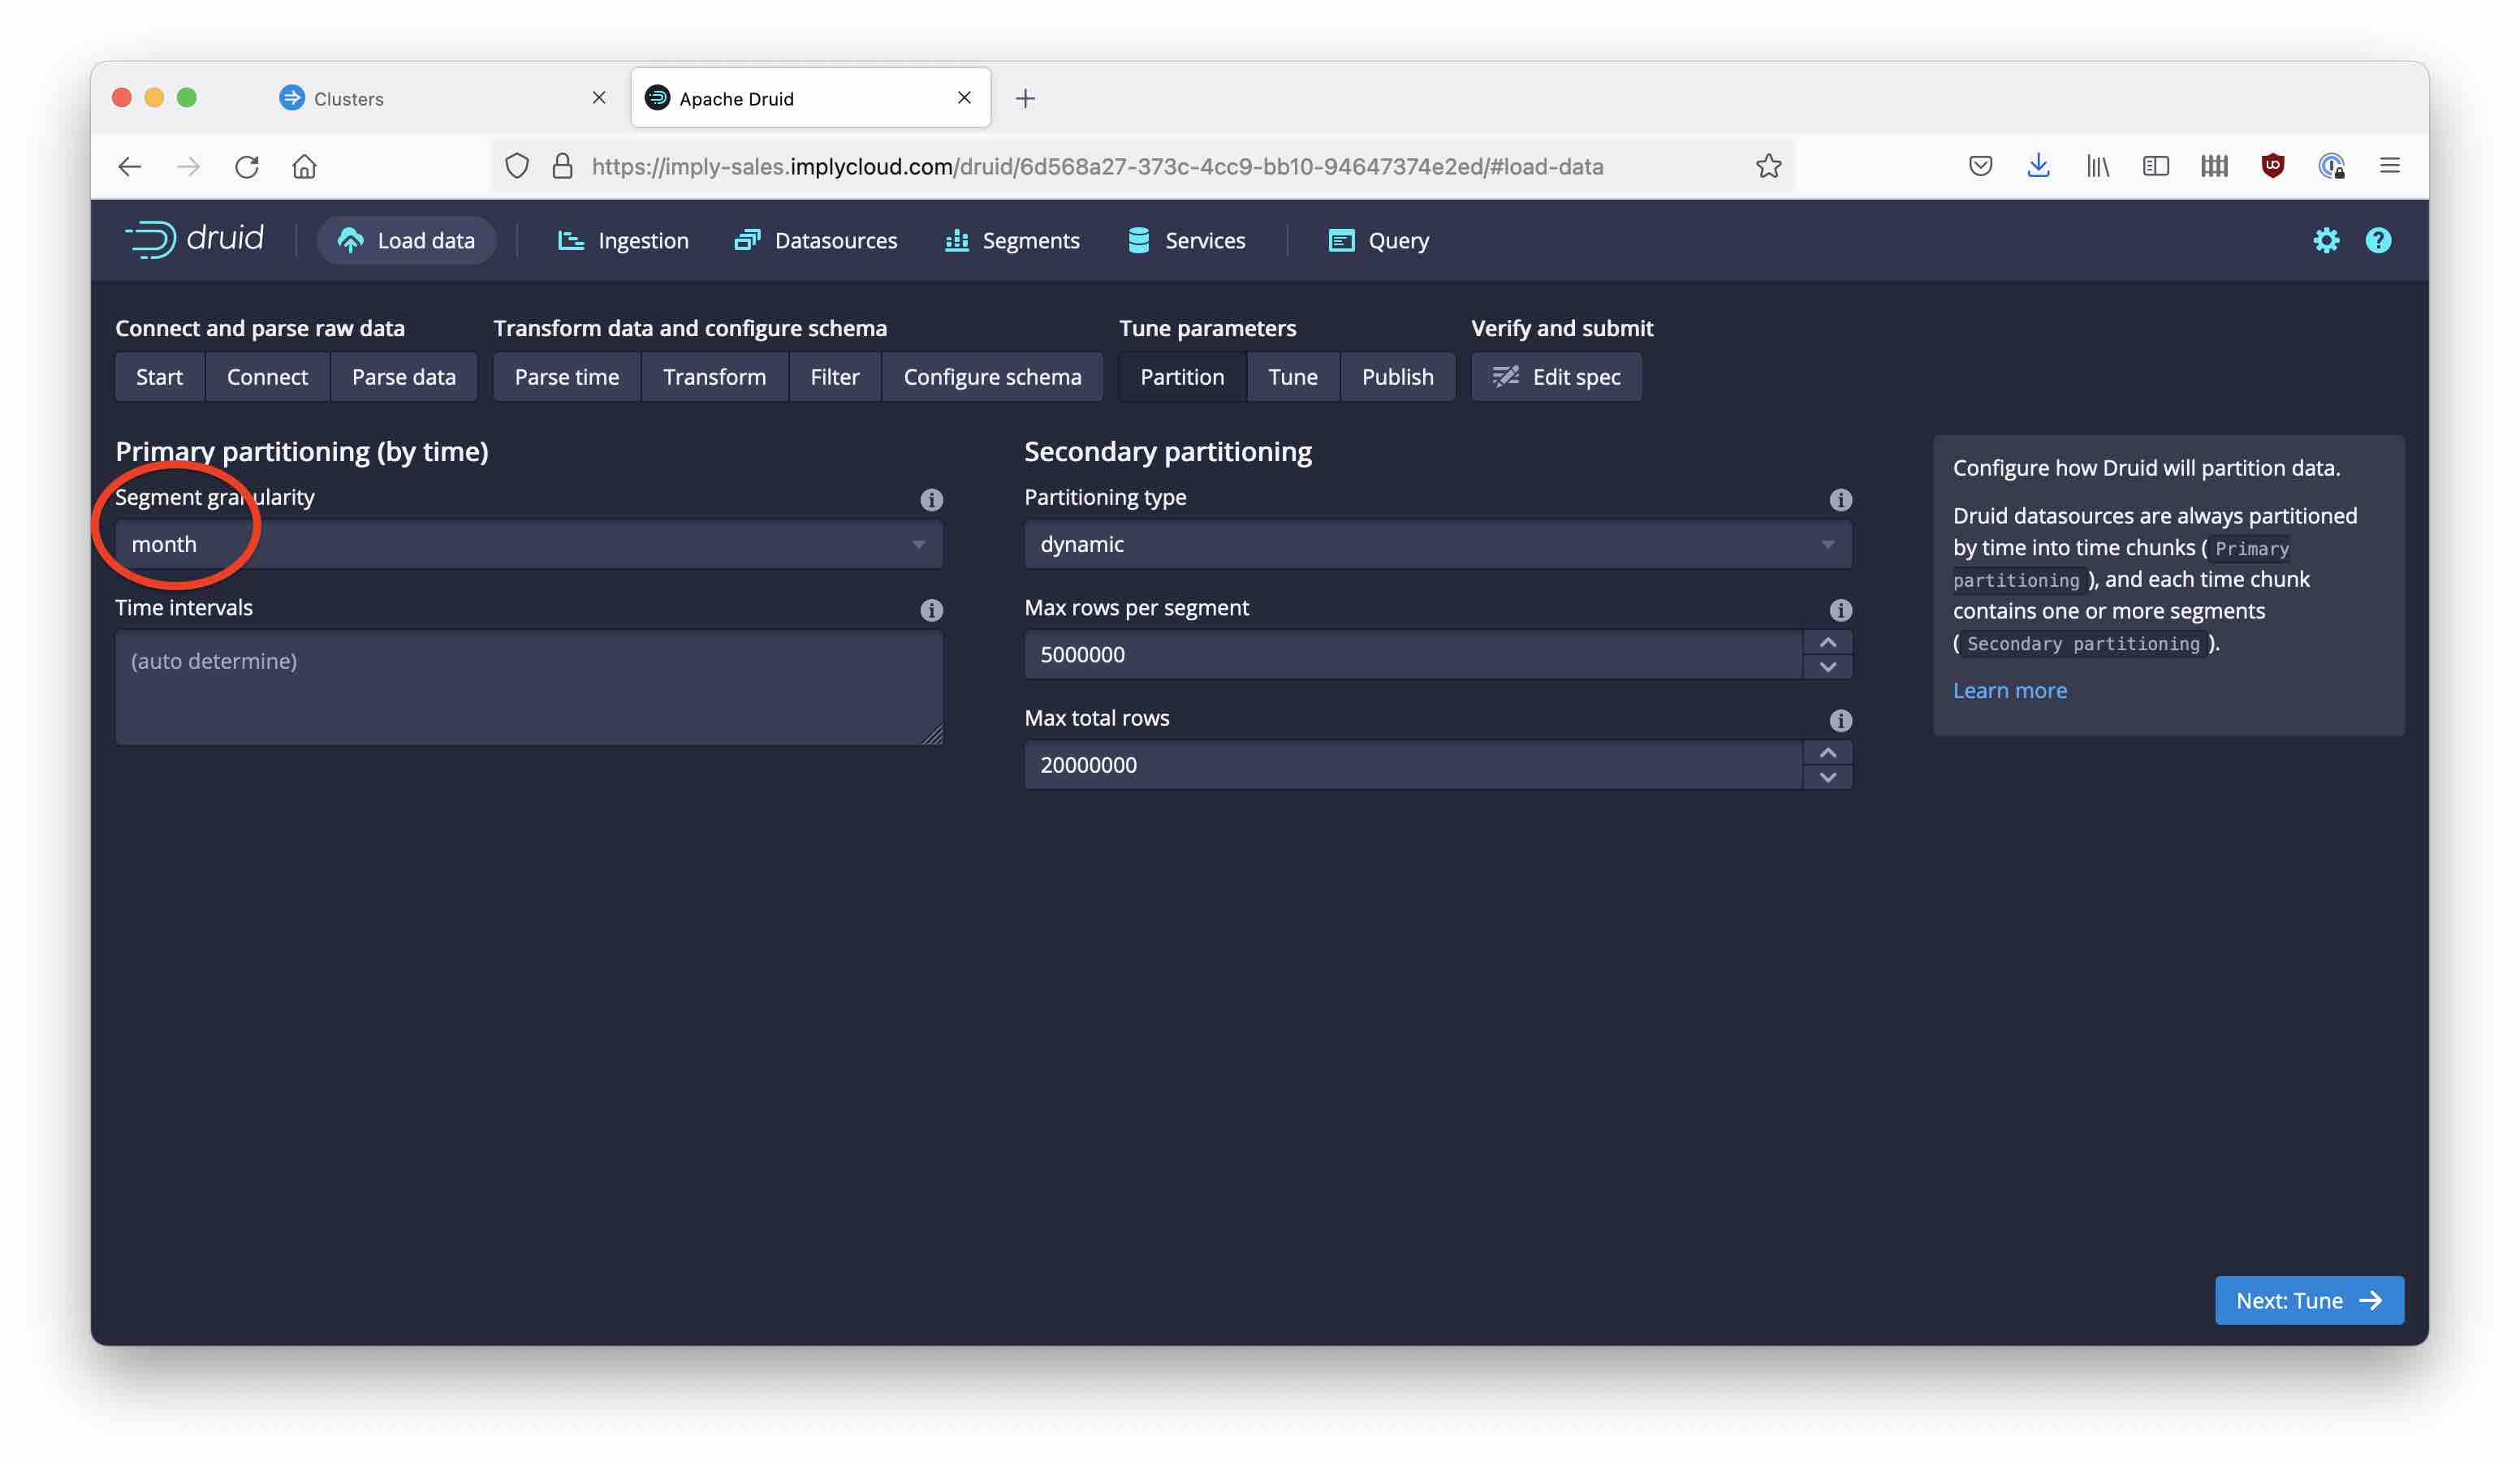 Clusters
Apache Druid
https://imply-sales.implycloud.com/druid/6d568a27-373c-4cc9-bb10-94647374e2ed/#load-data
druid
Load data
Ingestion
Datasources
Segments
Services
Query
Connect and parse raw data
Transform data and configure schema
Tune parameters
Verify and submit
Start
Connect
Parse data
Parse time
Transform
Filter
Configure schema
Partition
Tune
Publish
Edit spec
Primary partitioning (by time)
Segment granularity
month
Time intervals
(auto determine)
Secondary partitioning
Partitioning type
dynamic
Max rows per segment
5000000
Max total rows
20000000
Configure how Druid will partition data.
Druid datasources are always partitioned
by time into time chunks ( Primary
partitioning ), and each time chunk
contains one or more segments
( Secondary partitioning ).
Learn more
Next: Tune